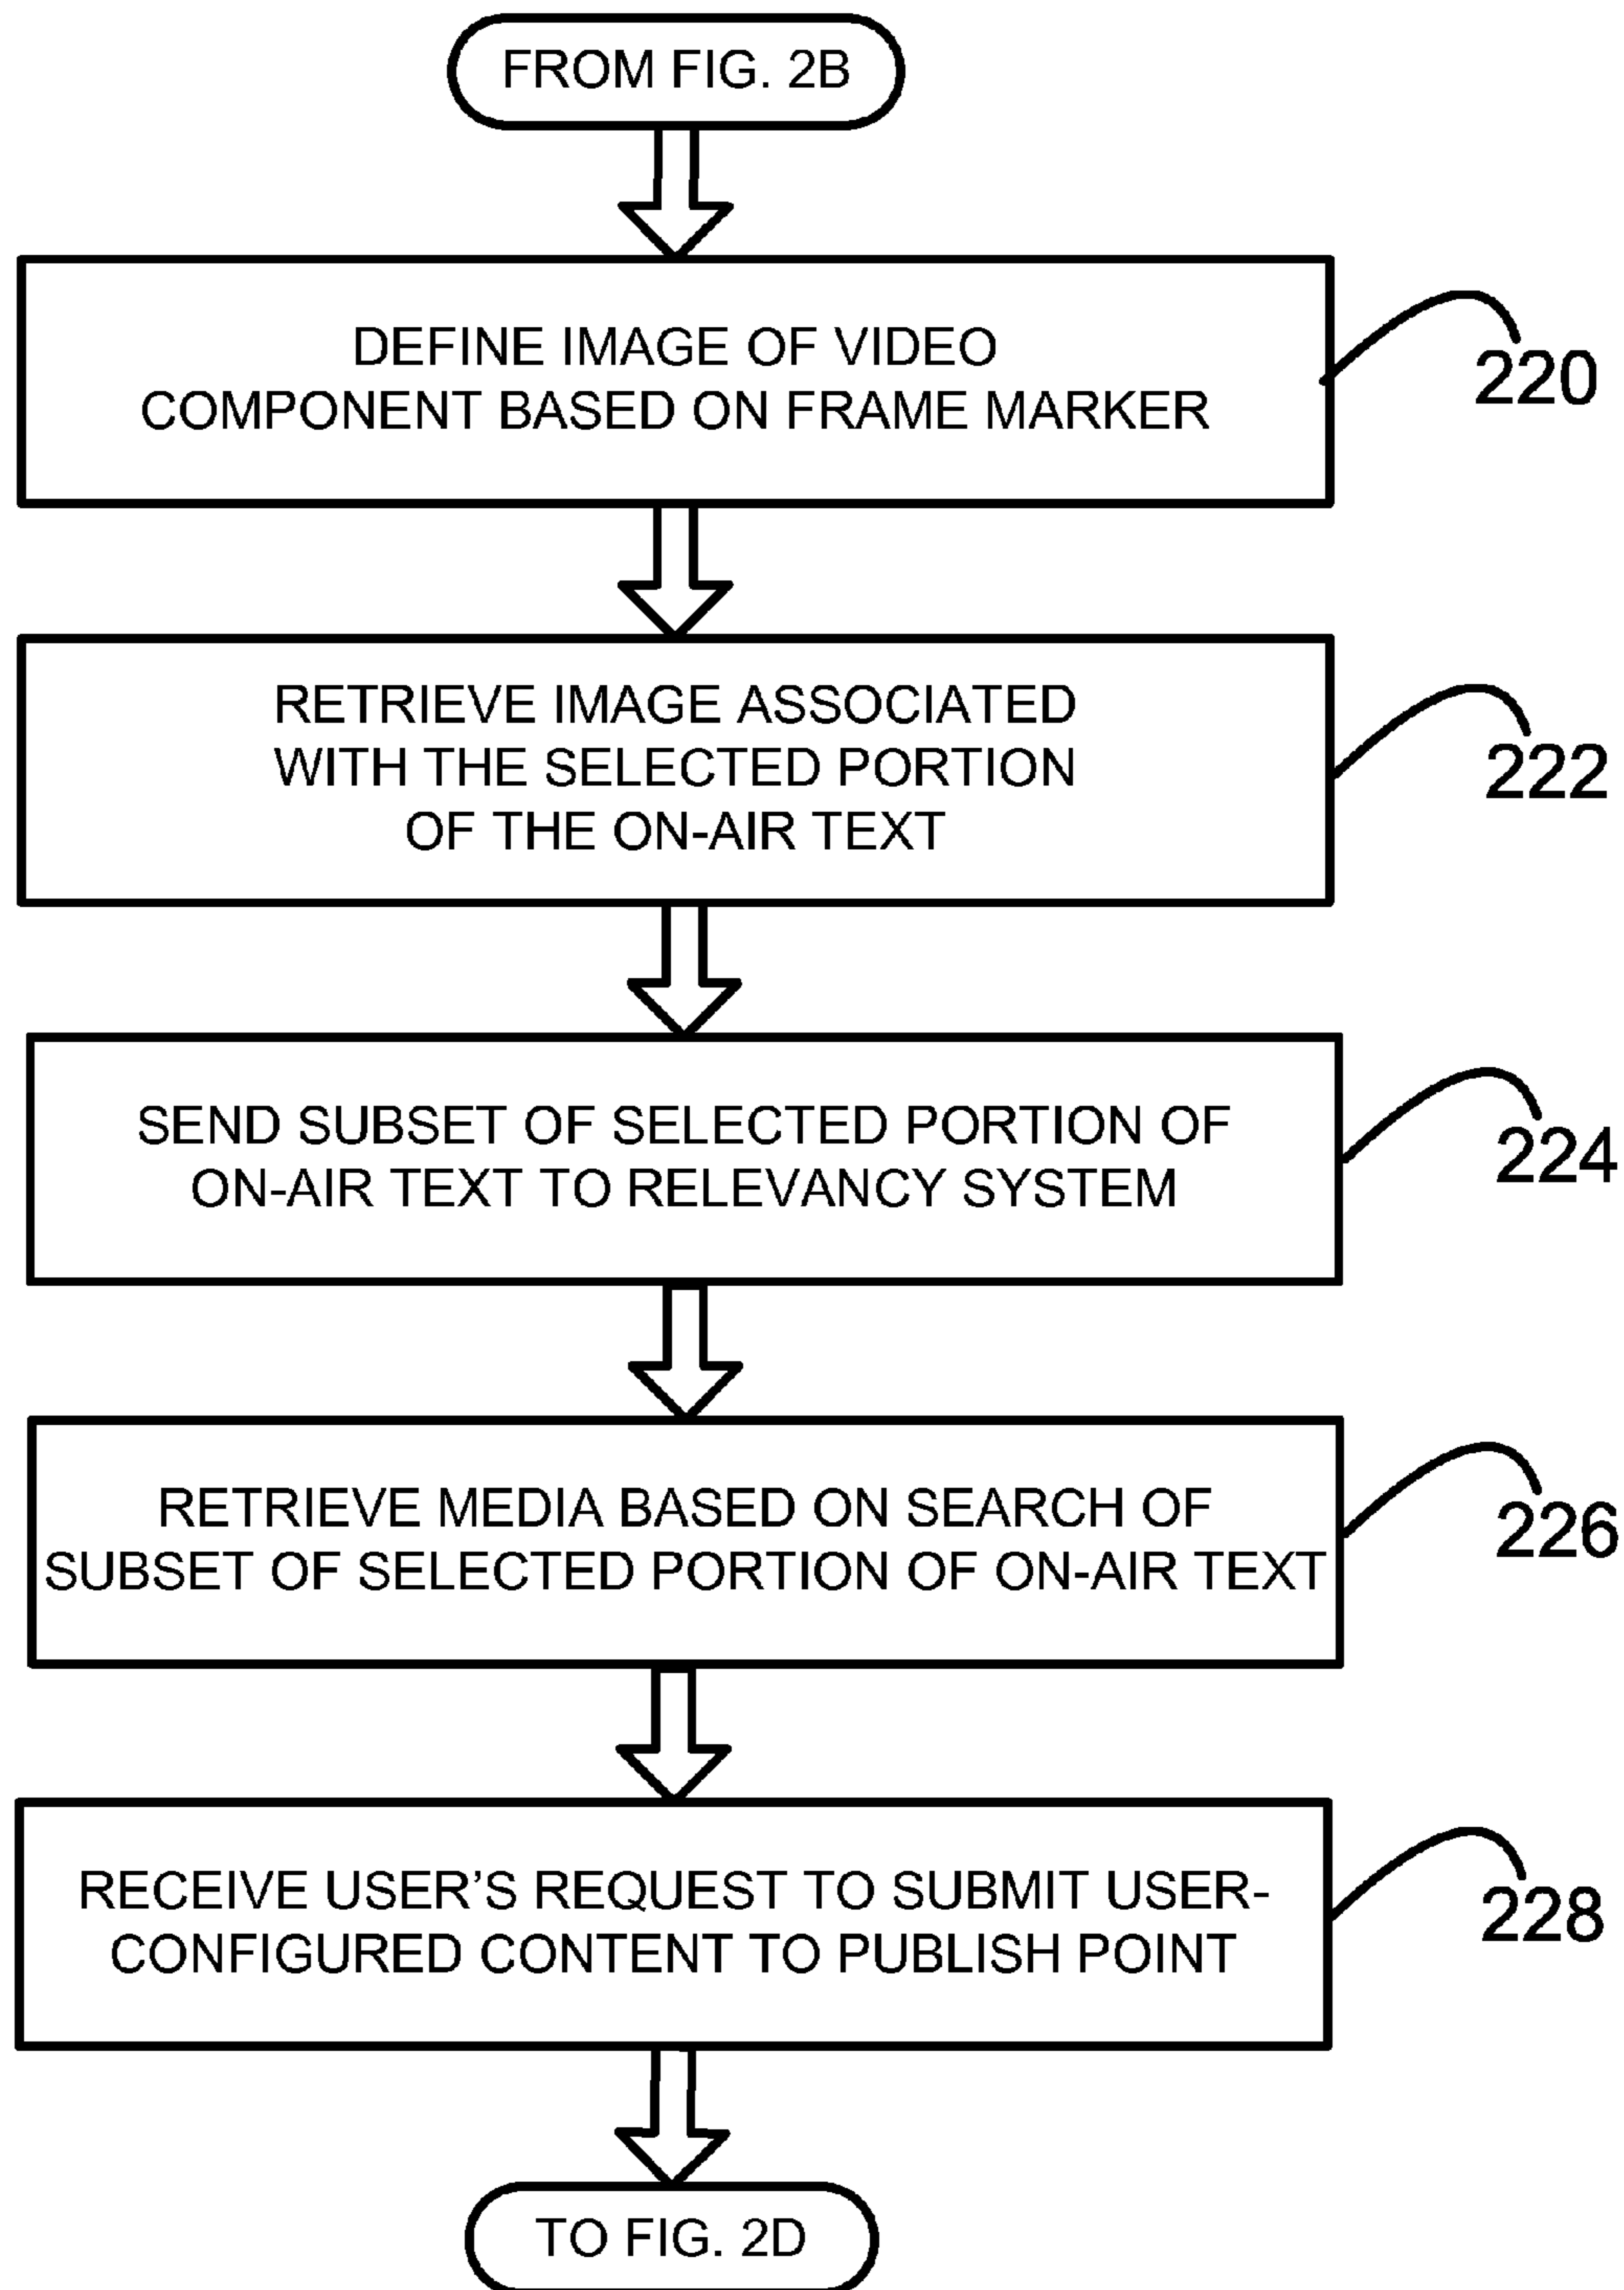 FROM FIG. 2B
DEFINE IMAGE OF VIDEO
COMPONENT BASED ON FRAME MARKER
220
RETRIEVE IMAGE ASSOCIATED
WITH THE SELECTED PORTION
OF THE ON-AIR TEXT
222
SEND SUBSET OF SELECTED PORTION OF
ON-AIR TEXT TO RELEVANCY SYSTEM
224
RETRIEVE MEDIA BASED ON SEARCH OF
SUBSET OF SELECTED PORTION OF ON-AIR TEXT
226
RECEIVE USER’S REQUEST TO SUBMIT USER-
CONFIGURED CONTENT TO PUBLISH POINT
228
TO FIG. 2D